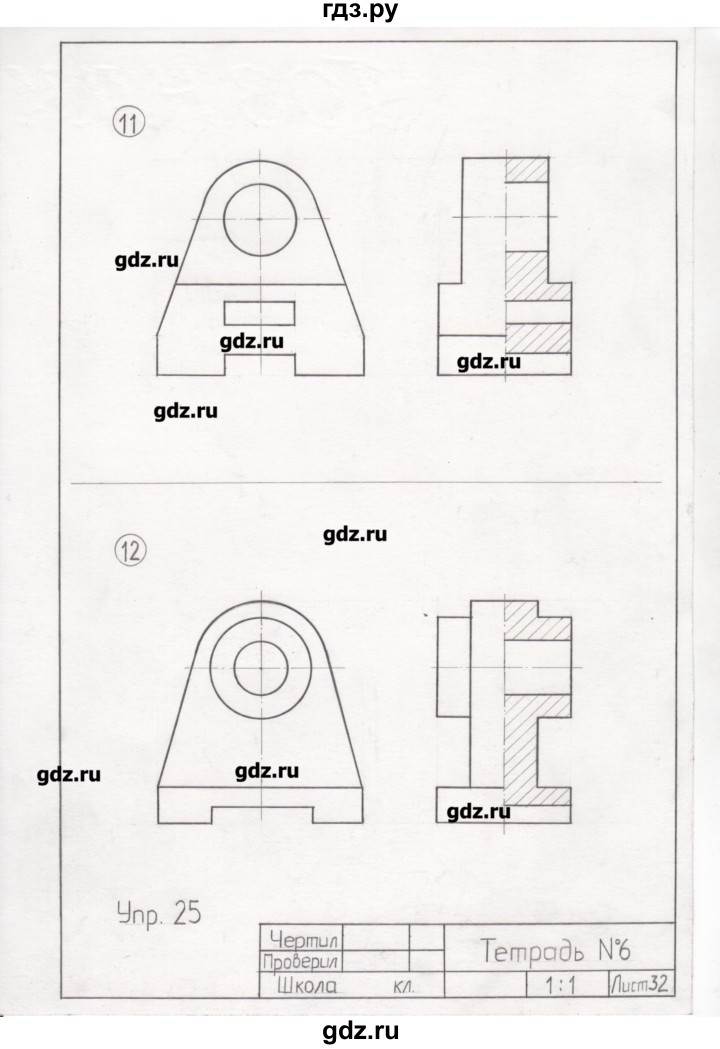 гдз.ру
11
gdz.ru
gdz.ru
gdz.ru
gdz.ru
gdz.ru
12
gdz.ru
gdz.ru
gdz.ru
Упр. 25
Чертил
Проверил
Тетрадь №6
Школа кл.
1:1
Лист32
gdz.ru